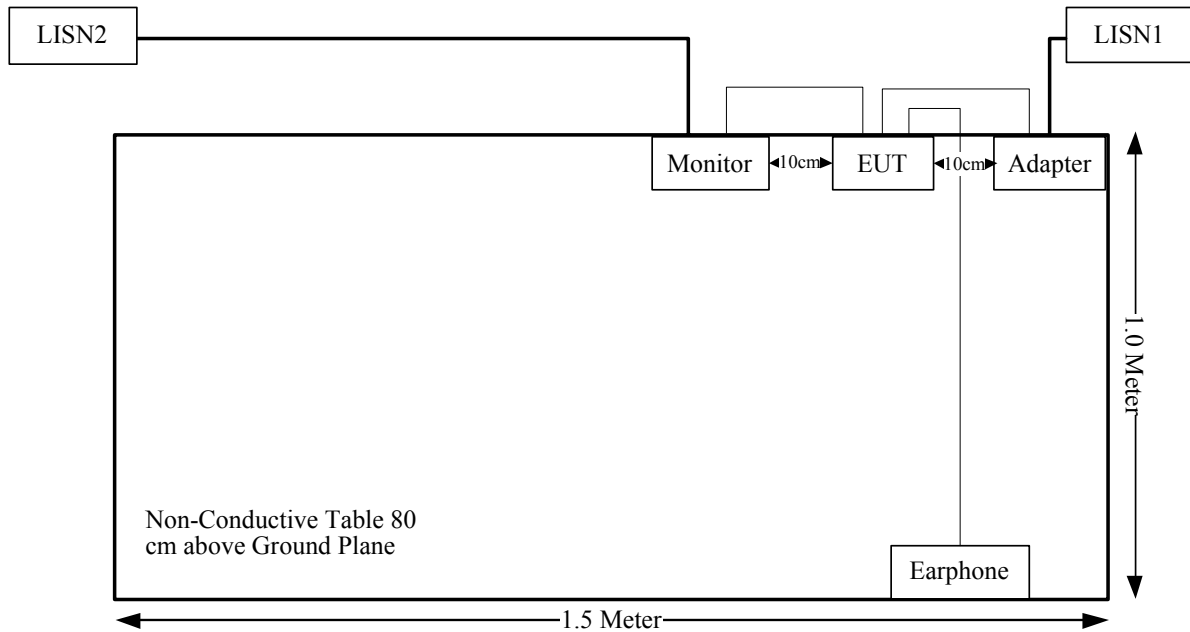 LISN2
LISN1
Monitor
10cm
EUT
10cm
Adapter
1.0 Meter
Non-Conductive Table 80
cm above Ground Plane
Earphone
1.5 Meter